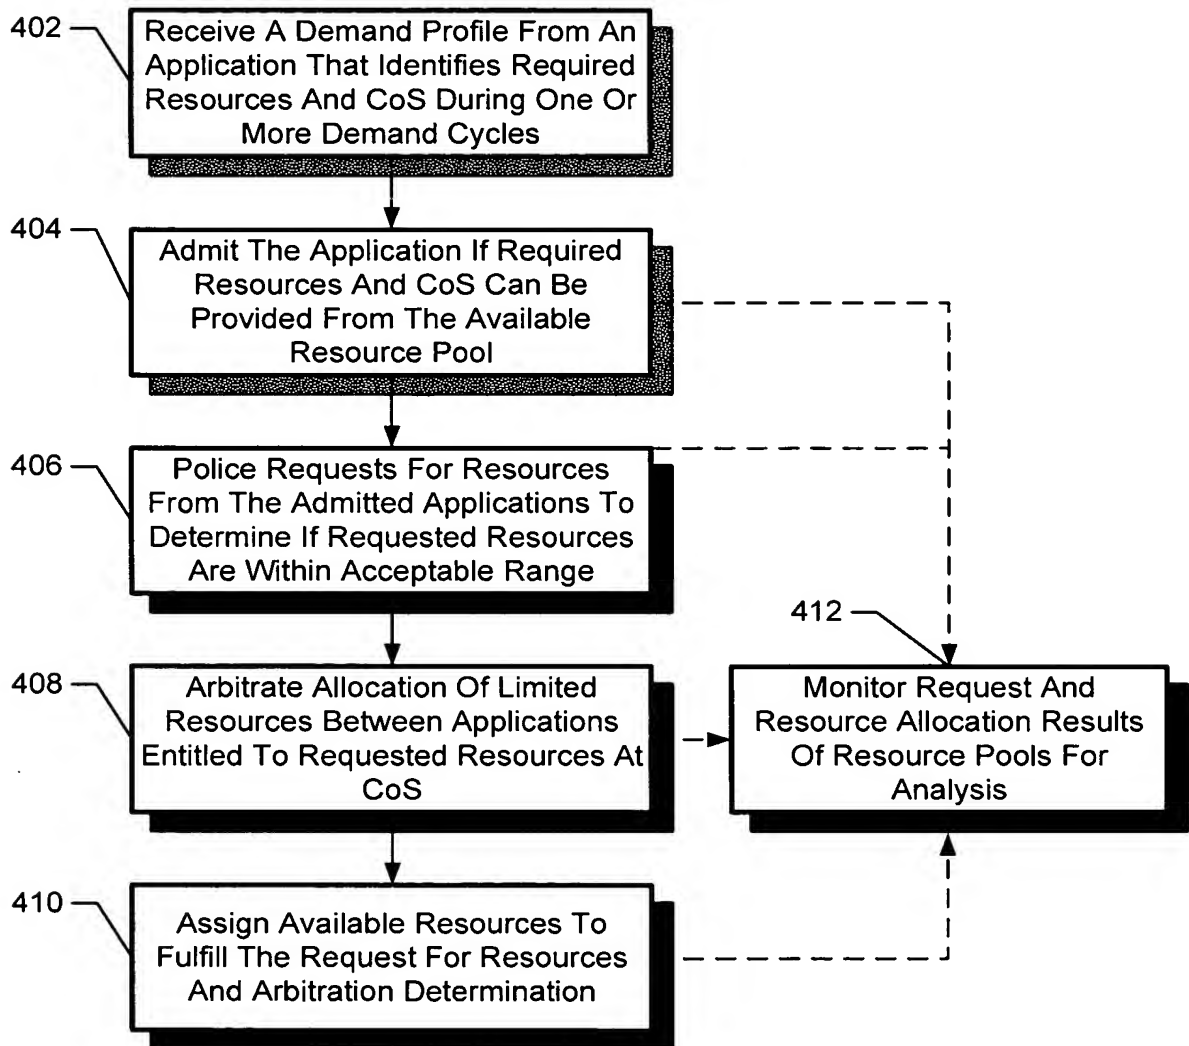 402
Receive A Demand Profile From An
Application That Identifies Required
Resources And CoS During One Or
More Demand Cycles
404
Admit The Application If Required
Resources And CoS Can Be
Provided From The Available
Resource Pool
406
Police Requests For Resources
From The Admitted Applications To
Determine If Requested Resources
Are Within Acceptable Range
408
Arbitrate Allocation Of Limited
Resources Between Applications
Entitled To Requested Resources At
CoS
412
Monitor Request And
Resource Allocation Results
Of Resource Pools For
Analysis
410
Assign Available Resources To
Fulfill The Request For Resources
And Arbitration Determination